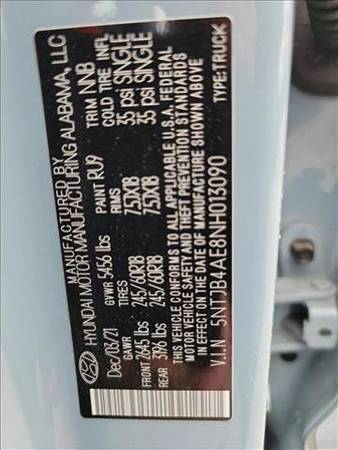 MANUFACTURED BY
HYUNDAI MOTOR MANUFACTURING ALABAMA, LLC
Dec/03/21 GVWR 5456 lbs PAINT RU9 TRIM NNB
GAWR TIRES RIMS COLD TIRE INFL
FRONT 2645 lbs 245/60R18 7.5JX18 35 psi SINGLE
REAR 3196 lbs 245/60R18 7.5JX18 35 psi SINGLE
THIS VEHICLE CONFORMS TO ALL APPLICABLE U.S.A. FEDERAL
MOTOR VEHICLE SAFETY AND THEFT PREVENTION STANDARDS
IN EFFECT ON THE DATE OF MANUFACTURE SHOWN ABOVE
V.I.N 5NTJB4AE8NH013090 TYPE:TRUCK